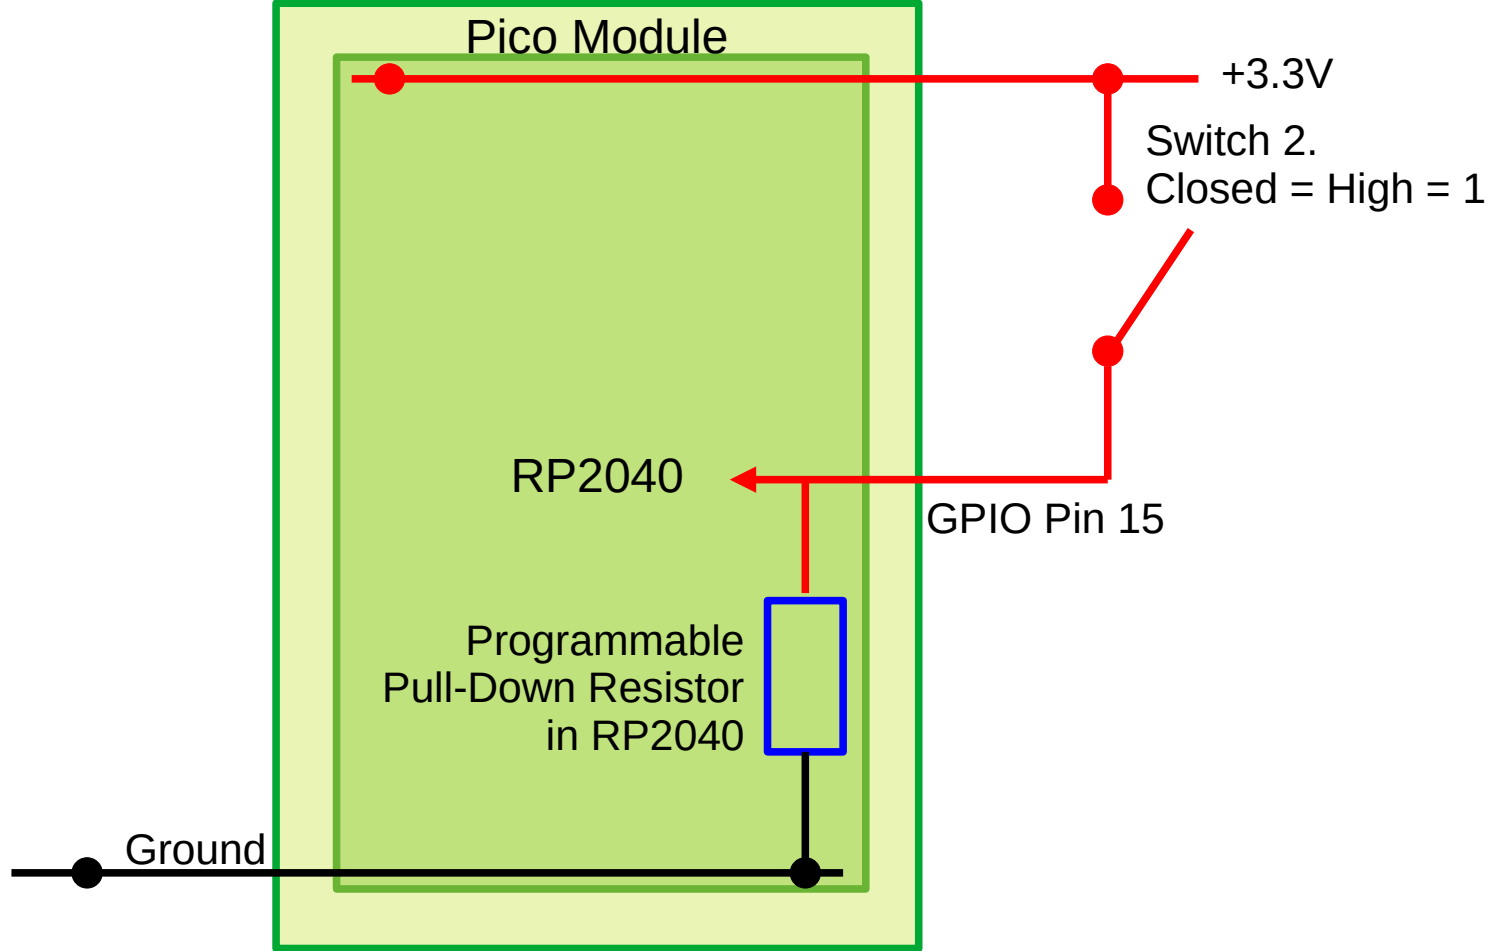 Pico Module
+3.3V
Switch 2.
Closed = High = 1
RP2040
GPIO Pin 15
Programmable
Pull-Down Resistor
in RP2040
Ground